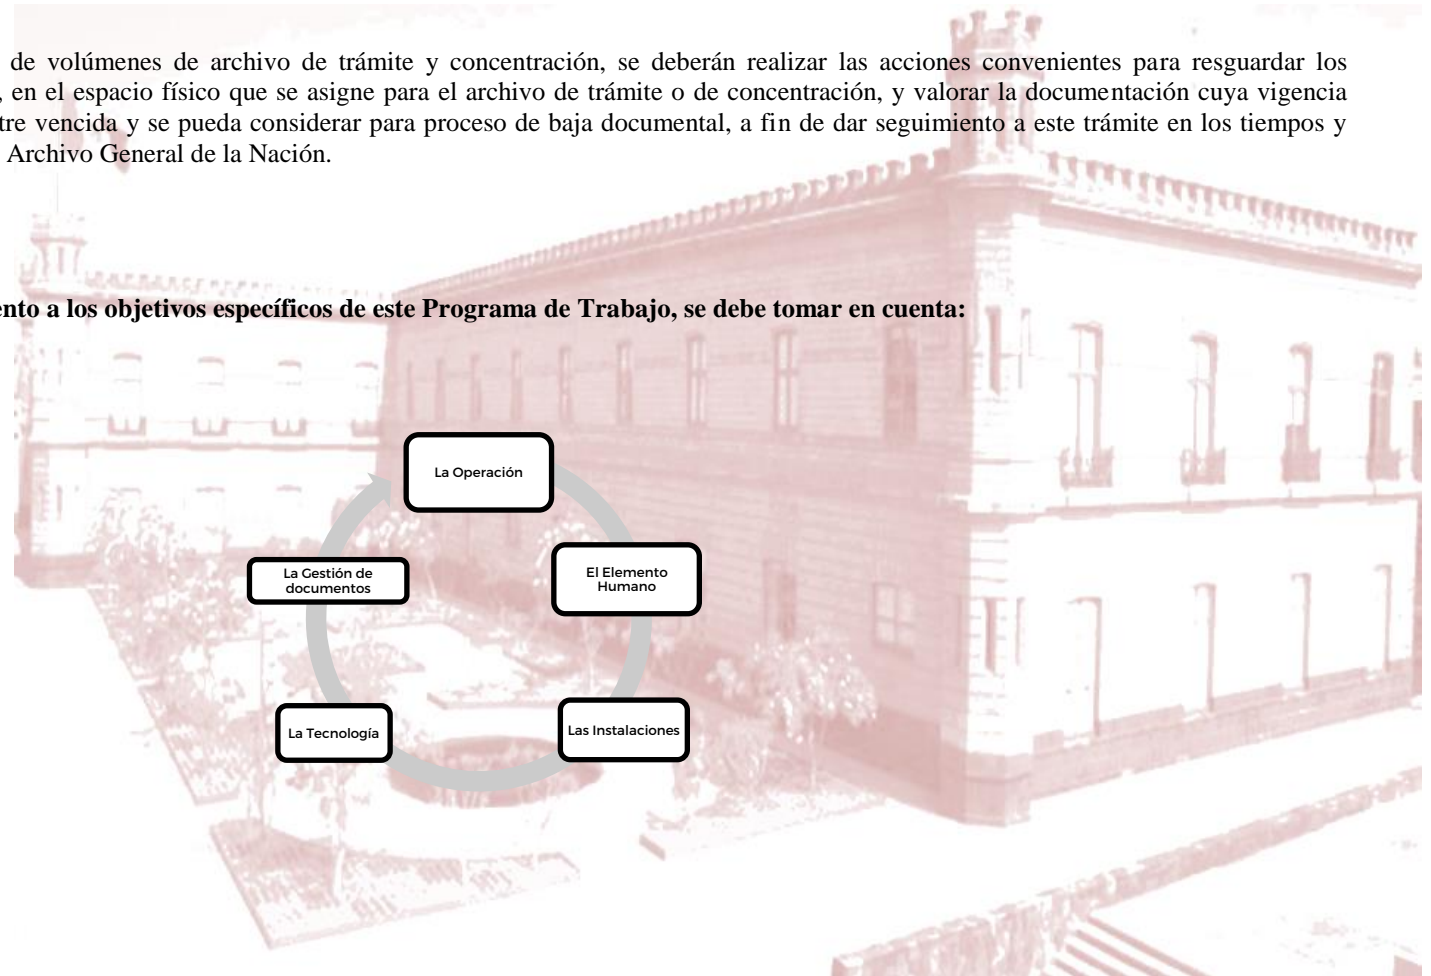 de volúmenes de archivo de trámite y concentración, se deberán realizar las acciones convenientes para resguardar los
, en el espacio físico que se asigne para el archivo de trámite o de concentración, y valorar la documentación cuya vigencia
tre vencida y se pueda considerar para proceso de baja documental, a fin de dar seguimiento a este trámite en los tiempos y
Archivo General de la Nación.
ento a los objetivos específicos de este Programa de Trabajo, se debe tomar en cuenta:
La Operación
El Elemento
Humano
Las Instalaciones
La Tecnología
La Gestión de
documentos